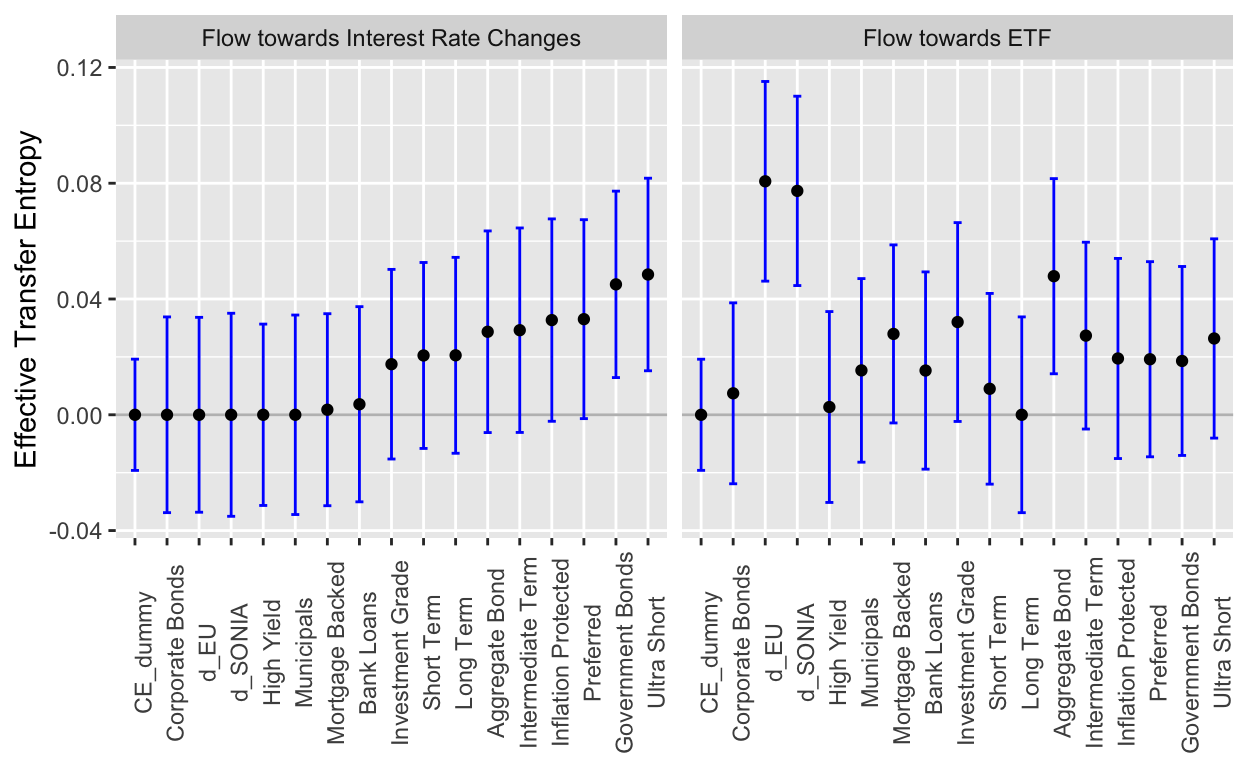 Flow towards Interest Rate Changes
Flow towards ETF
Effective Transfer Entropy
0.12
0.08
0.04
0.00
-0.04
CE_dummy
Corporate Bonds
d_EU
d_SONIA
High Yield
Municipals
Mortgage Backed
Bank Loans
Investment Grade
Short Term
Long Term
Aggregate Bond
Intermediate Term
Inflation Protected
Preferred
Government Bonds
Ultra Short
CE_dummy
Corporate Bonds
d_EU
d_SONIA
High Yield
Municipals
Mortgage Backed
Bank Loans
Investment Grade
Short Term
Long Term
Aggregate Bond
Intermediate Term
Inflation Protected
Preferred
Government Bonds
Ultra Short